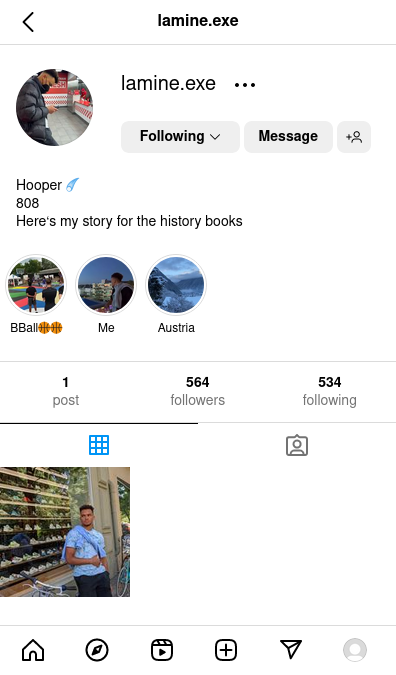 lamine.exe
lamine.exe
Following
Message
Hooper
808
Here's my story for the history books
BBall
Me
Austria
1 564 534
post followers following